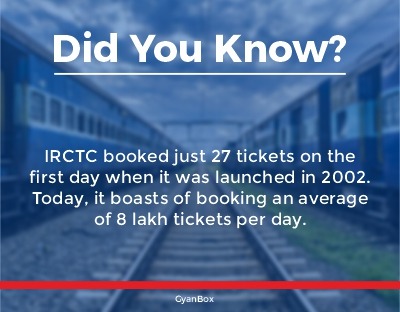 Did You Know?
IRCTC booked just 27 tickets on the
first day when it was launched in 2002.
Today, it boasts of booking an average
of 8 lakh tickets per day.
GyanBox